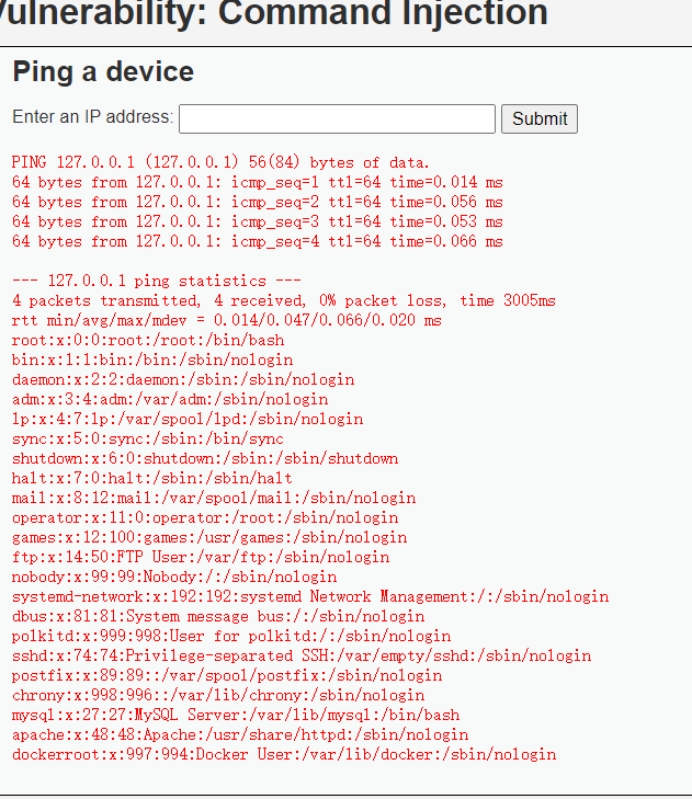 Vulnerability: Command Injection
Ping a device
Enter an IP address:
Submit
PING 127.0.0.1 (127.0.0.1) 56(84) bytes of data.
64 bytes from 127.0.0.1: icmp_seq=1 ttl=64 time=0.014 ms
64 bytes from 127.0.0.1: icmp_seq=2 ttl=64 time=0.056 ms
64 bytes from 127.0.0.1: icmp_seq=3 ttl=64 time=0.053 ms
64 bytes from 127.0.0.1: icmp_seq=4 ttl=64 time=0.066 ms
--- 127.0.0.1 ping statistics ---
4 packets transmitted, 4 received, 0% packet loss, time 3005ms
rtt min/avg/max/mdev = 0.014/0.047/0.066/0.020 ms
root:x:0:0:root:/root:/bin/bash
bin:x:1:1:bin:/bin:/sbin/nologin
daemon:x:2:2:daemon:/sbin:/sbin/nologin
adm:x:3:4:adm:/var/adm:/sbin/nologin
lp:x:4:7:lp:/var/spool/lpd:/sbin/nologin
sync:x:5:0:sync:/sbin:/bin/sync
shutdown:x:6:0:shutdown:/sbin:/sbin/shutdown
halt:x:7:0:halt:/sbin:/sbin/halt
mail:x:8:12:mail:/var/spool/mail:/sbin/nologin
operator:x:11:0:operator:/root:/sbin/nologin
games:x:12:100:games:/usr/games:/sbin/nologin
ftp:x:14:50:FTP User:/var/ftp:/sbin/nologin
nobody:x:99:99:Nobody:/:/sbin/nologin
systemd-network:x:192:192:systemd Network Management:/:/sbin/nologin
dbus:x:81:81:System message bus:/:/sbin/nologin
polkitd:x:999:998:User for polkitd:/:/sbin/nologin
sshd:x:74:74:Privilege-separated SSH:/var/empty/sshd:/sbin/nologin
postfix:x:89:89::/var/spool/postfix:/sbin/nologin
chrony:x:998:996::/var/lib/chrony:/sbin/nologin
mysql:x:27:27:MySQL Server:/var/lib/mysql:/bin/bash
apache:x:48:48:Apache:/usr/share/httpd:/sbin/nologin
dockerroot:x:997:994:Docker User:/var/lib/docker:/sbin/nologin